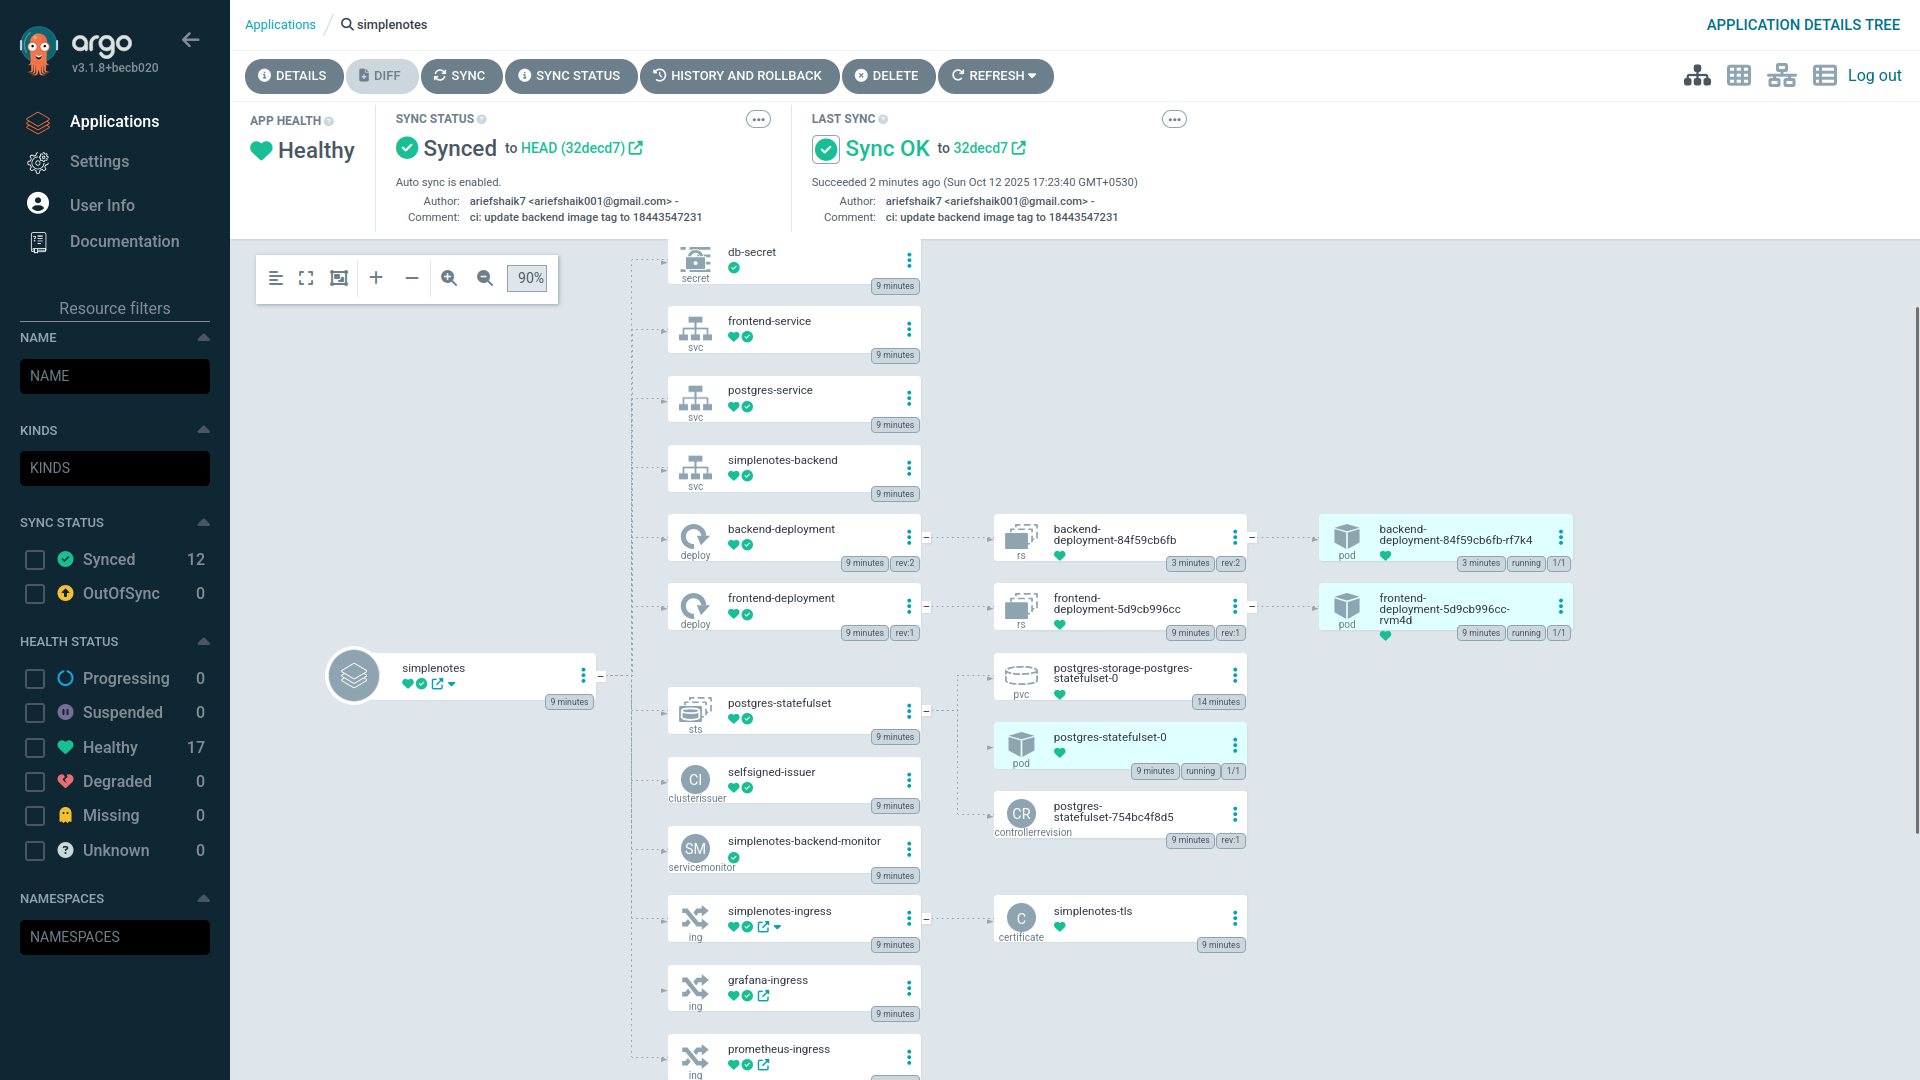 argo
v3.1.8+becb020
Applications
Settings
User Info
Documentation
Resource filters
NAME
NAME
KINDS
KINDS
SYNC STATUS
Synced 12
OutOfSync 0
HEALTH STATUS
Progressing 0
Suspended 0
Healthy 17
Degraded 0
Missing 0
Unknown 0
NAMESPACES
NAMESPACES
Applications / simplenotes
APPLICATION DETAILS TREE
DETAILS DIFF SYNC SYNC STATUS HISTORY AND ROLLBACK DELETE REFRESH
Log out
APP HEALTH
Healthy
SYNC STATUS
Synced to HEAD (32decd7)
Auto sync is enabled.
Author: ariefshaik7 <ariefshaik001@gmail.com> -
Comment: ci: update backend image tag to 18443547231
LAST SYNC
Sync OK to 32decd7
Succeeded 2 minutes ago (Sun Oct 12 2025 17:23:40 GMT+0530)
Author: ariefshaik7 <ariefshaik001@gmail.com> -
Comment: ci: update backend image tag to 18443547231
90%
simplenotes
9 minutes
db-secret
secret
9 minutes
frontend-service
svc
9 minutes
postgres-service
svc
9 minutes
simplenotes-backend
svc
9 minutes
backend-deployment
deploy
9 minutes rev:2
backend-
deployment-84f59cb6fb
rs
3 minutes rev:2
backend-
deployment-84f59cb6fb-rf7k4
pod
3 minutes running 1/1
frontend-deployment
deploy
9 minutes rev:1
frontend-
deployment-5d9cb996cc
rs
9 minutes rev:1
frontend-
deployment-5d9cb996cc-
rvm4d
pod
9 minutes running 1/1
postgres-statefulset
sts
9 minutes
postgres-storage-postgres-
statefulset-0
pvc
14 minutes
postgres-statefulset-0
pod
9 minutes running 1/1
CR
postgres-
statefulset-754bc4f8d5
controllerrevision
9 minutes rev:1
CI
selfsigned-issuer
clusterissuer
9 minutes
SM
simplenotes-backend-monitor
servicemonitor
9 minutes
simplenotes-ingress
ing
9 minutes
C
simplenotes-tls
certificate
9 minutes
grafana-ingress
ing
9 minutes
prometheus-ingress
ing